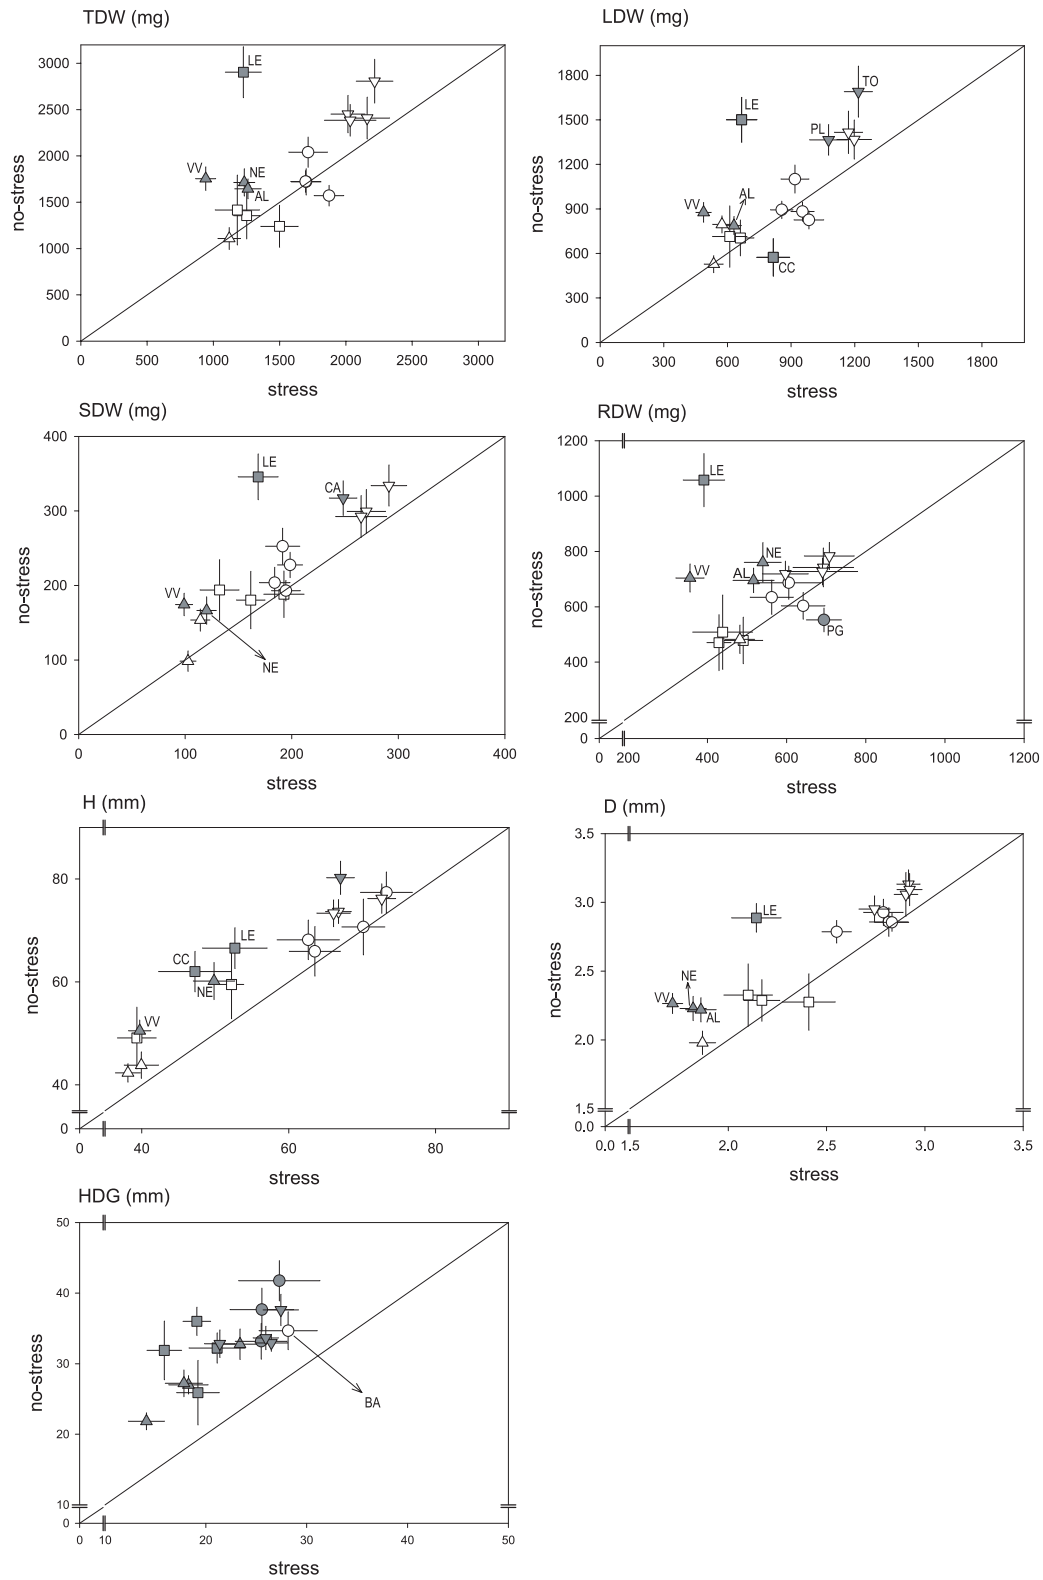 TDW (mg)
3000
2500
2000
1500
1000
500
0
no-stress
LE
VV
NE
AL
0 500 1000 1500 2000 2500 3000
stress
LDW (mg)
1800
1500
1200
900
600
300
0
no-stress
TO
LE
PL
AL
VV
CC
0 300 600 900 1200 1500 1800
stress
SDW (mg)
400
300
200
100
0
no-stress
LE
CA
VV
NE
0 100 200 300 400
stress
RDW (mg)
1200
1000
800
600
400
200
0
no-stress
LE
NE
VV
AL
PG
0 200 400 600 800 1000 1200
stress
H (mm)
80
60
40
0
no-stress
LE
CC
NE
VV
0 40 60 80
stress
D (mm)
3.5
3.0
2.5
2.0
1.5
0.0
no-stress
LE
NE
VV
AL
0.0 1.5 2.0 2.5 3.0 3.5
stress
HDG (mm)
50
40
30
20
10
0
no-stress
BA
0 10 20 30 40 50
stress